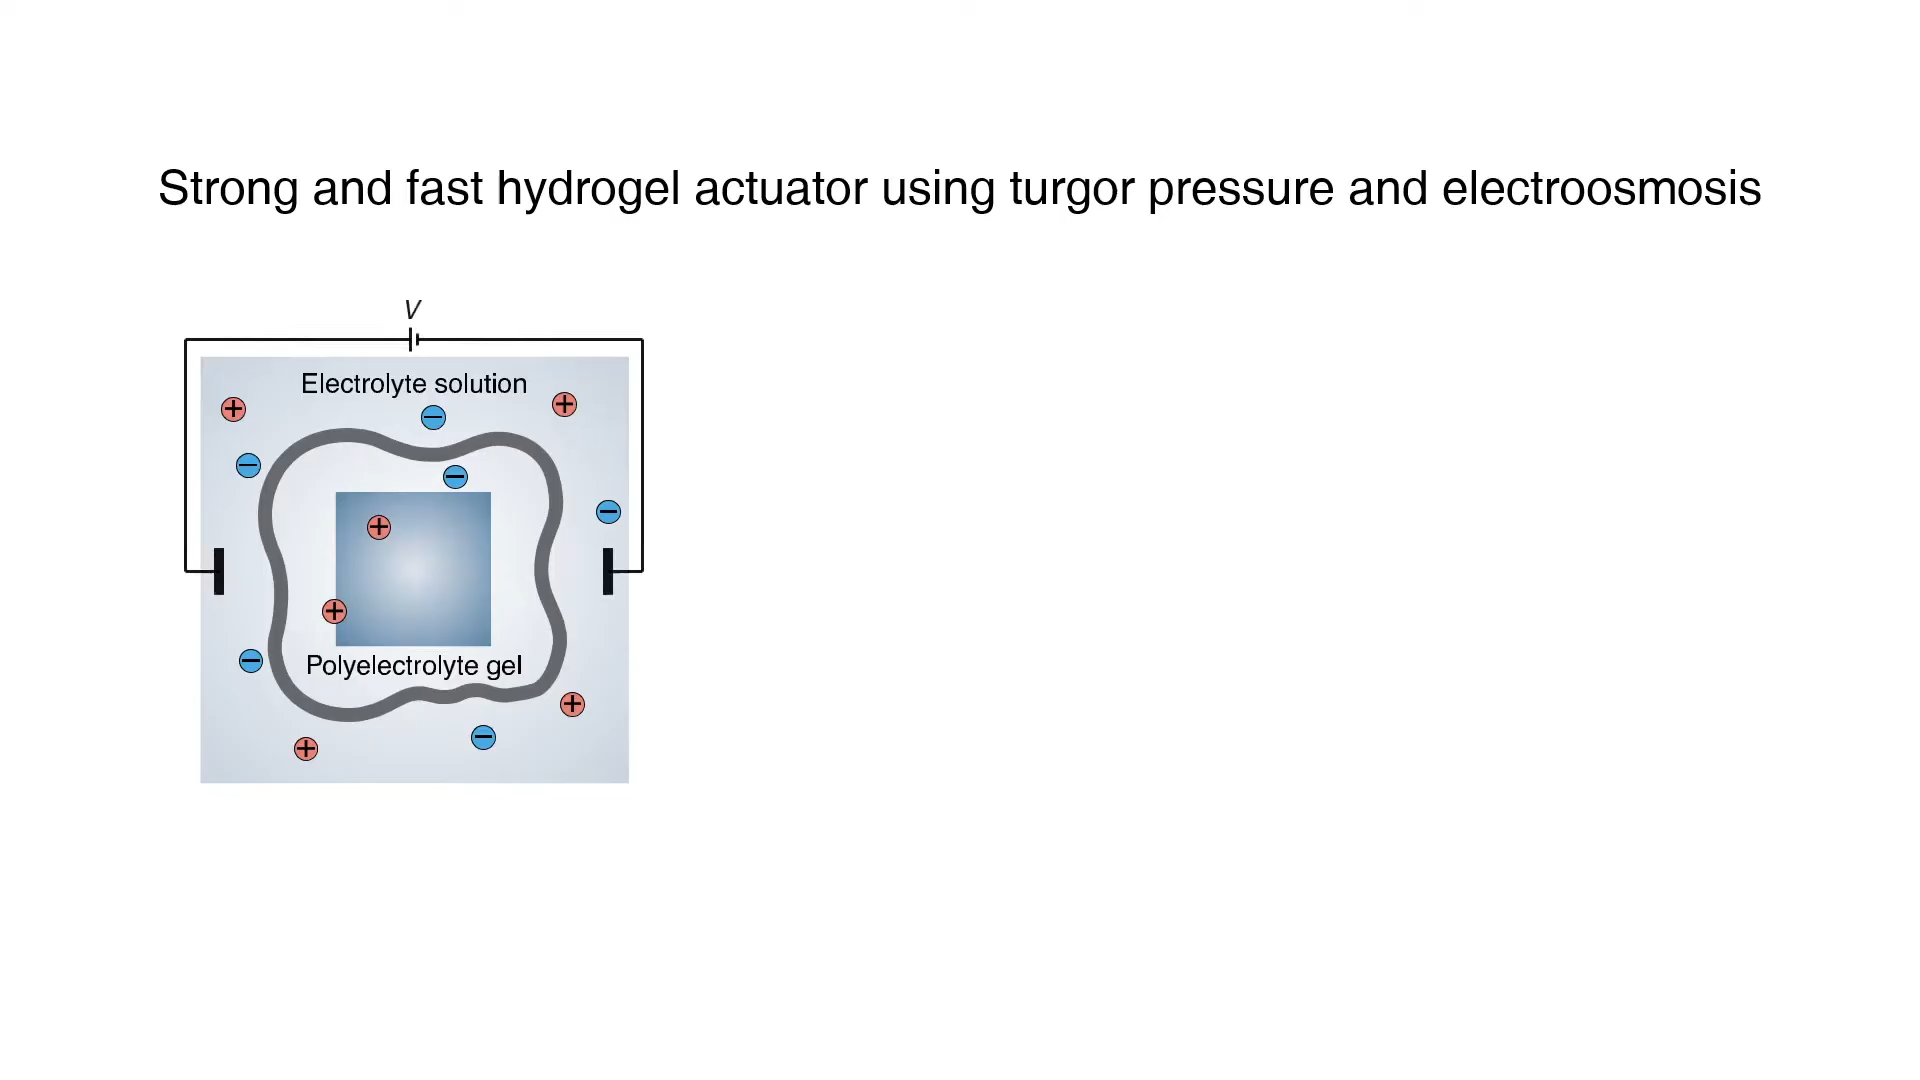 Strong and fast hydrogel actuator using turgor pressure and electroosmosis
V
Electrolyte solution
Polyelectrolyte gel